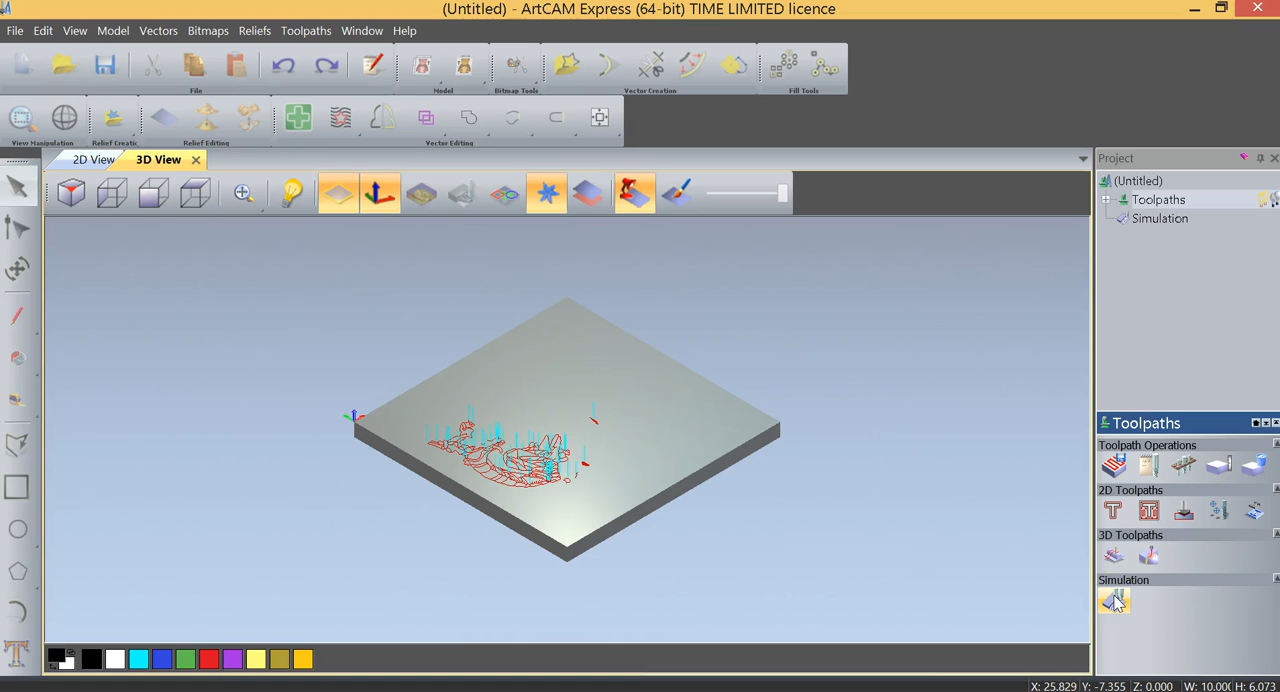 (Untitled) - ArtCAM Express (64-bit) TIME LIMITED licence
File Edit View Model Vectors Bitmaps Reliefs Toolpaths Window Help
File Model Bitmap Tools Vector Creation Fill Tools
View Manipulation Relief Creatic Relief Editing Vector Editing
2D View 3D View
Project
(Untitled)
Toolpaths
Simulation
Toolpaths
Toolpath Operations
2D Toolpaths
3D Toolpaths
Simulation
X: 25.829 Y: -7.355 Z: 0.000 W: 10.00( H: 6.073